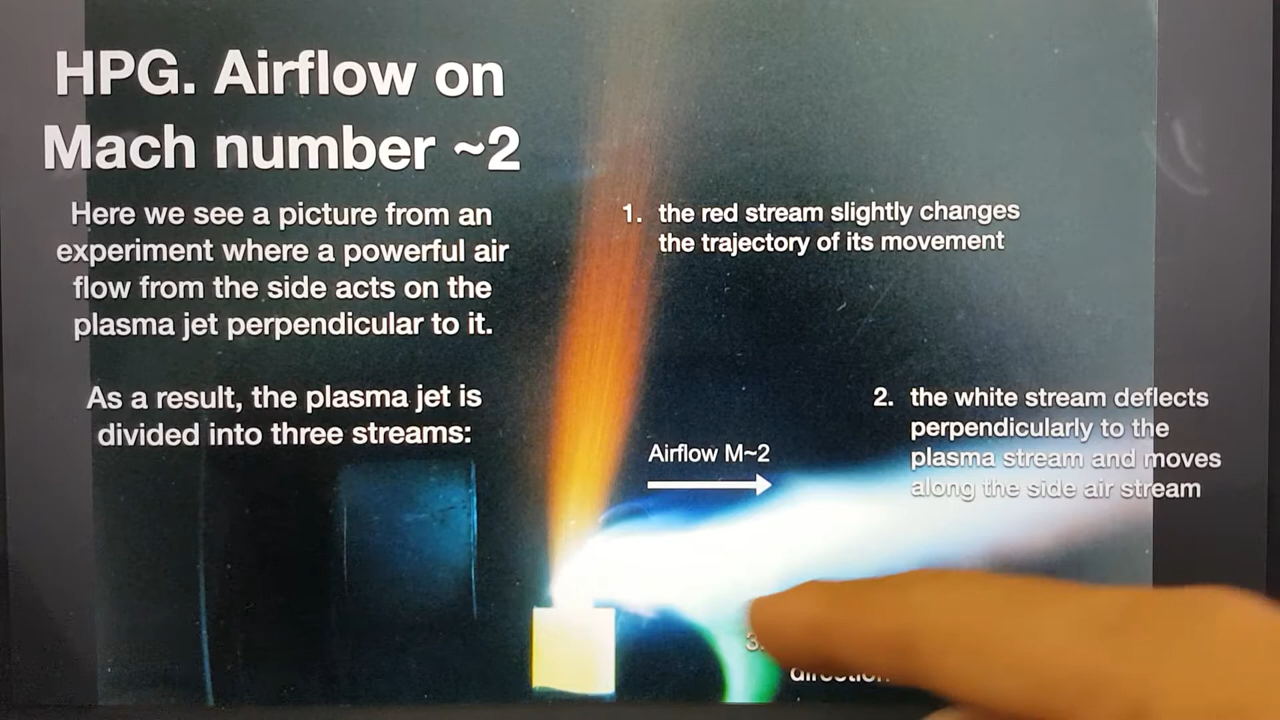 HPG. Airflow on
Mach number ~2
Here we see a picture from an
experiment where a powerful air
flow from the side acts on the
plasma jet perpendicular to it.
As a result, the plasma jet is
divided into three streams:
1. the red stream slightly changes
the trajectory of its movement
Airflow M~2
2. the white stream deflects
perpendicularly to the
plasma stream and moves
along the side air stream
3.
direction.